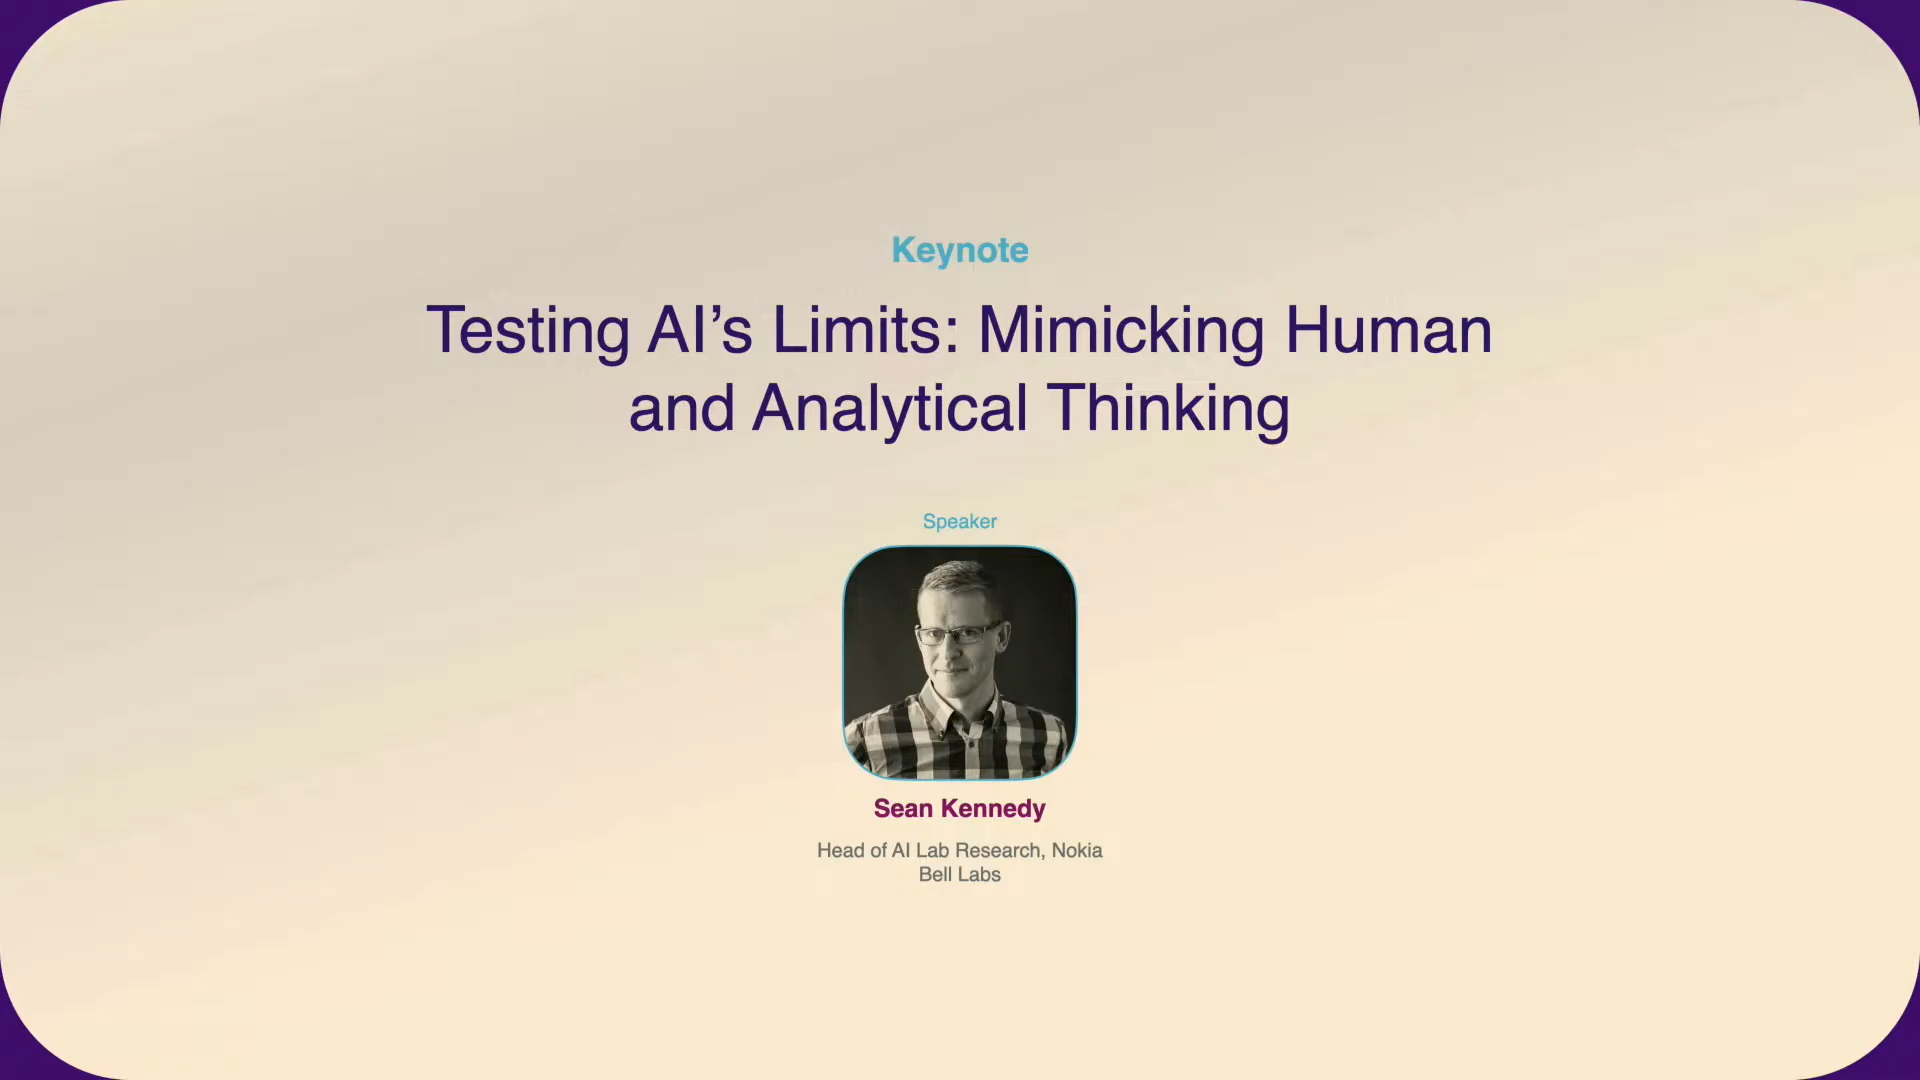 Keynote
Testing AI’s Limits: Mimicking Human
and Analytical Thinking
Speaker
Sean Kennedy
Head of AI Lab Research, Nokia
Bell Labs